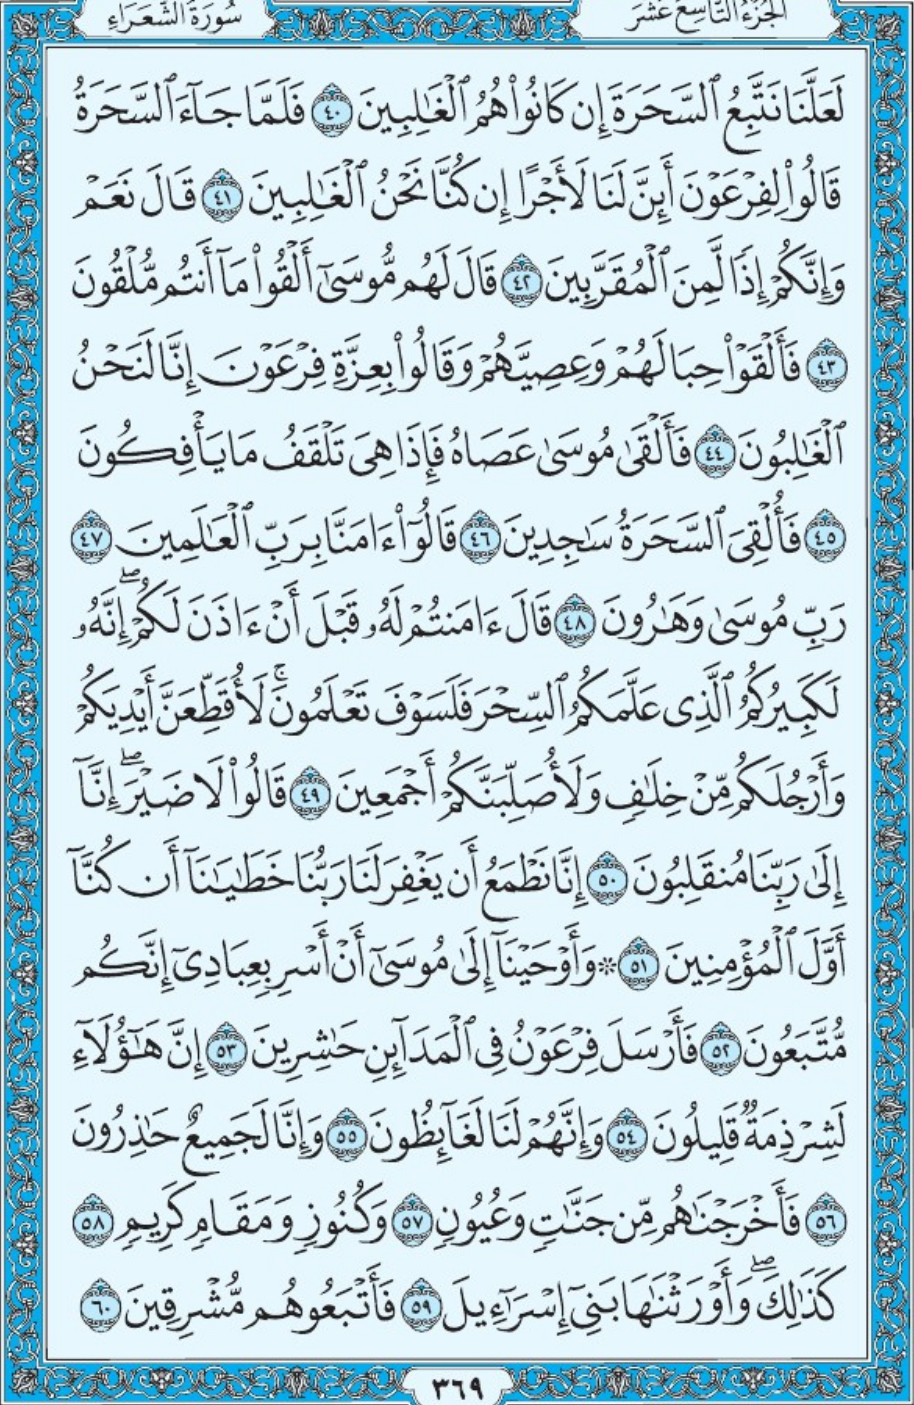 الجُزْءُ التَّاسِعَ عَشَرَ
سُورَةُ الشُّعَرَاءِ
لَعَلَّنَا نَتَّبِعُ ٱلسَّحَرَةَ إِن كَانُوا۟ هُمُ ٱلْغَـٰلِبِينَ ٤٠ فَلَمَّا جَآءَ ٱلسَّحَرَةُ
قَالُوا۟ لِفِرْعَوْنَ أَئِنَّ لَنَا لَأَجْرًا إِن كُنَّا نَحْنُ ٱلْغَـٰلِبِينَ ٤١ قَالَ نَعَمْ
وَإِنَّكُمْ إِذًا لَّمِنَ ٱلْمُقَرَّبِينَ ٤٢ قَالَ لَهُم مُّوسَىٰٓ أَلْقُوا۟ مَآ أَنتُم مُّلْقُونَ
٤٣ فَأَلْقَوْا۟ حِبَالَهُمْ وَعِصِيَّهُمْ وَقَالُوا۟ بِعِزَّةِ فِرْعَوْنَ إِنَّا لَنَحْنُ
ٱلْغَـٰلِبُونَ ٤٤ فَأَلْقَىٰ مُوسَىٰ عَصَاهُ فَإِذَا هِىَ تَلْقَفُ مَا يَأْفِكُونَ
٤٥ فَأُلْقِىَ ٱلسَّحَرَةُ سَـٰجِدِينَ ٤٦ قَالُوٓا۟ ءَامَنَّا بِرَبِّ ٱلْعَـٰلَمِينَ ٤٧
رَبِّ مُوسَىٰ وَهَـٰرُونَ ٤٨ قَالَ ءَامَنتُمْ لَهُۥ قَبْلَ أَنْ ءَاذَنَ لَكُمْ ۖ إِنَّهُۥ
لَكَبِيرُكُمُ ٱلَّذِى عَلَّمَكُمُ ٱلسِّحْرَ فَلَسَوْفَ تَعْلَمُونَ ۚ لَأُقَطِّعَنَّ أَيْدِيَكُمْ
وَأَرْجُلَكُم مِّنْ خِلَـٰفٍ وَلَأُصَلِّبَنَّكُمْ أَجْمَعِينَ ٤٩ قَالُوا۟ لَا ضَيْرَ ۖ إِنَّآ
إِلَىٰ رَبِّنَا مُنقَلِبُونَ ٥٠ إِنَّا نَطْمَعُ أَن يَغْفِرَ لَنَا رَبُّنَا خَطَـٰيَـٰنَآ أَن كُنَّآ
أَوَّلَ ٱلْمُؤْمِنِينَ ٥١ ۞ وَأَوْحَيْنَآ إِلَىٰ مُوسَىٰٓ أَنْ أَسْرِ بِعِبَادِىٓ إِنَّكُم
مُّتَّبَعُونَ ٥٢ فَأَرْسَلَ فِرْعَوْنُ فِى ٱلْمَدَآئِنِ حَـٰشِرِينَ ٥٣ إِنَّ هَـٰٓؤُلَآءِ
لَشِرْذِمَةٌ قَلِيلُونَ ٥٤ وَإِنَّهُمْ لَنَا لَغَآئِظُونَ ٥٥ وَإِنَّا لَجَمِيعٌ حَـٰذِرُونَ
٥٦ فَأَخْرَجْنَـٰهُم مِّن جَنَّـٰتٍ وَعُيُونٍ ٥٧ وَكُنُوزٍ وَمَقَامٍ كَرِيمٍ ٥٨
كَذَٰلِكَ ۖ وَأَوْرَثْنَـٰهَا بَنِىٓ إِسْرَٰٓءِيلَ ٥٩ فَأَتْبَعُوهُم مُّشْرِقِينَ ٦٠
٣٦٩